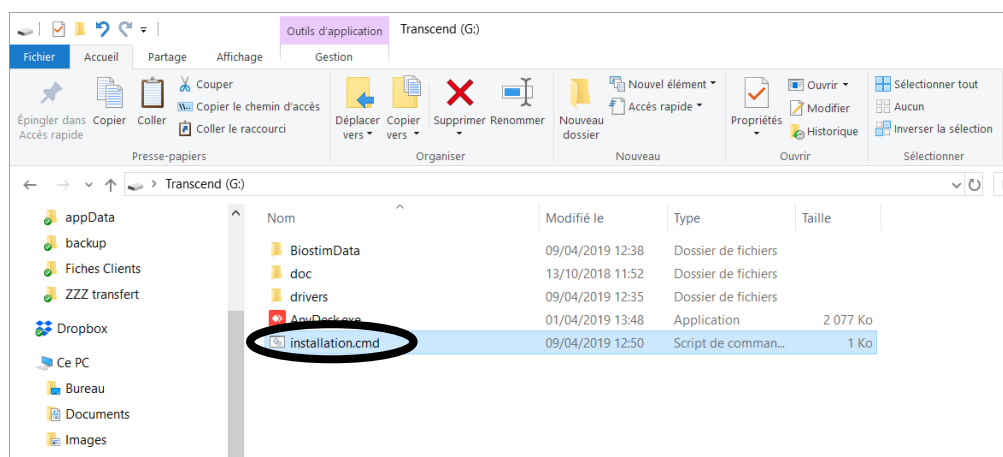 Outils d'application Transcend (G:)
Fichier Accueil Partage Affichage Gestion
Épingler dans Accès rapide
Copier
Coller
Couper
Copier le chemin d'accès
Coller le raccourci
Presse-papiers
Déplacer vers
Copier vers
Supprimer
Renommer
Organiser
Nouveau dossier
Nouvel élément
Accès rapide
Nouveau
Propriétés
Ouvrir
Modifier
Historique
Ouvrir
Sélectionner tout
Aucun
Inverser la sélection
Sélectionner
Transcend (G:)
appData
backup
Fiches Clients
ZZZ transfert
Dropbox
Ce PC
Bureau
Documents
Images
Nom Modifié le Type Taille
BiostimData 09/04/2019 12:38 Dossier de fichiers
doc 13/10/2018 11:52 Dossier de fichiers
drivers 09/04/2019 12:35 Dossier de fichiers
AnyDesk.exe 01/04/2019 13:48 Application 2 077 Ko
installation.cmd 09/04/2019 12:50 Script de comman... 1 Ko